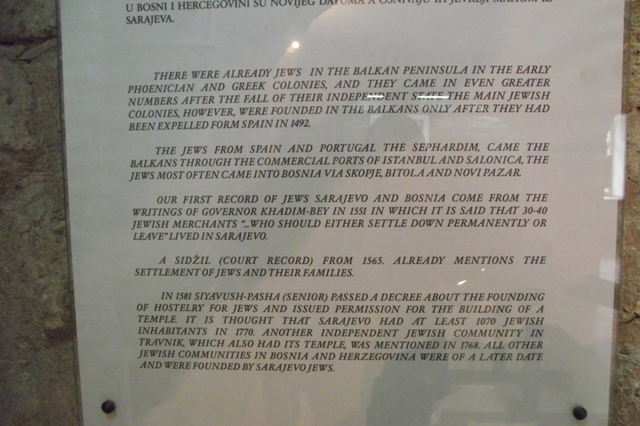 U BOSNI I HERCEGOVINI SU NOVIJEG DATUMA A OSNIVAJU IH JEVREJI MAHOM IZ
SARAJEVA.
THERE WERE ALREADY JEWS IN THE BALKAN PENINSULA IN THE EARLY
PHOENICIAN AND GREEK COLONIES, AND THEY CAME IN EVEN GREATER
NUMBERS AFTER THE FALL OF THEIR INDEPENDENT STATE THE MAIN JEWISH
COLONIES, HOWEVER, WERE FOUNDED IN THE BALKANS ONLY AFTER THEY HAD
BEEN EXPELLED FORM SPAIN IN 1492.
THE JEWS FROM SPAIN AND PORTUGAL THE SEPHARDIM, CAME THE
BALKANS THROUGH THE COMMERCIAL PORTS OF ISTANBUL AND SALONICA, THE
JEWS MOST OFTEN CAME INTO BOSNIA VIA SKOPJE, BITOLA AND NOVI PAZAR.
OUR FIRST RECORD OF JEWS SARAJEVO AND BOSNIA COME FROM THE
WRITINGS OF GOVERNOR KHADIM-BEY IN 1551 IN WHICH IT IS SAID THAT 30-40
JEWISH MERCHANTS "...WHO SHOULD EITHER SETTLE DOWN PERMANENTLY OR
LEAVE" LIVED IN SARAJEVO.
A SIDŽIL (COURT RECORD) FROM 1565. ALREADY MENTIONS THE
SETTLEMENT OF JEWS AND THEIR FAMILIES.
IN 1581 SIYAVUSH-PASHA (SENIOR) PASSED A DECREE ABOUT THE FOUNDING
OF HOSTELRY FOR JEWS AND ISSUED PERMISSION FOR THE BUILDING OF A
TEMPLE. IT IS THOUGHT THAT SARAJEVO HAD AT LEAST 1070 JEWISH
INHABITANTS IN 1770. ANOTHER INDEPENDENT JEWISH COMMUNITY IN
TRAVNIK, WHICH ALSO HAD ITS TEMPLE, WAS MENTIONED IN 1768. ALL OTHER
JEWISH COMMUNITIES IN BOSNIA AND HERZEGOVINA WERE OF A LATER DATE
AND WERE FOUNDED BY SARAJEVO JEWS.